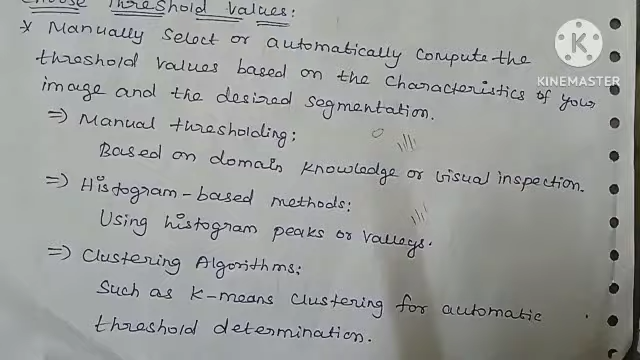 Choose Threshold Values:
* Manually Select or automatically compute the
threshold values based on the characteristics of your
image and the desired segmentation.
⇒ Manual thresholding:
Based on domain knowledge or visual inspection.
⇒ Histogram-based methods:
Using histogram peaks or valleys.
⇒ Clustering Algorithms:
Such as K-means clustering for automatic
threshold determination.
K
KINEMASTER